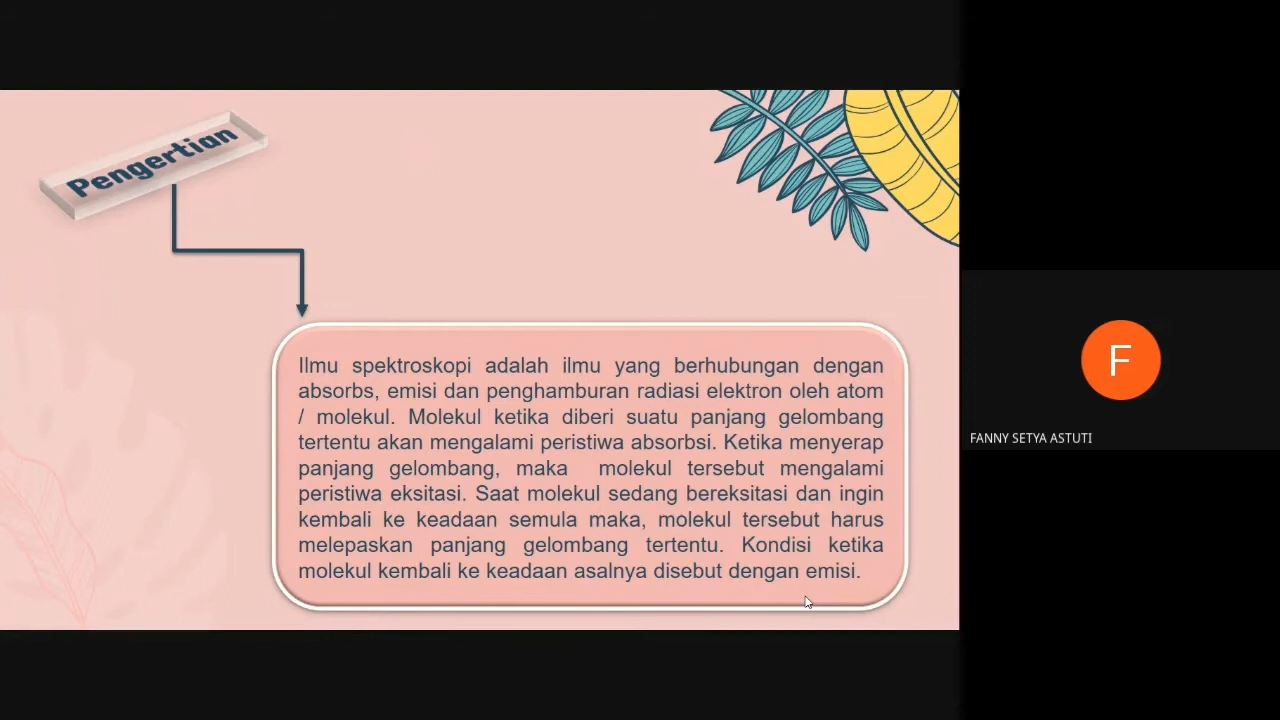 Pengertian
Ilmu spektroskopi adalah ilmu yang berhubungan dengan
absorbs, emisi dan penghamburan radiasi elektron oleh atom
/ molekul. Molekul ketika diberi suatu panjang gelombang
tertentu akan mengalami peristiwa absorbsi. Ketika menyerap
panjang gelombang, maka molekul tersebut mengalami
peristiwa eksitasi. Saat molekul sedang bereksitasi dan ingin
kembali ke keadaan semula maka, molekul tersebut harus
melepaskan panjang gelombang tertentu. Kondisi ketika
molekul kembali ke keadaan asalnya disebut dengan emisi.
F
FANNY SETYA ASTUTI